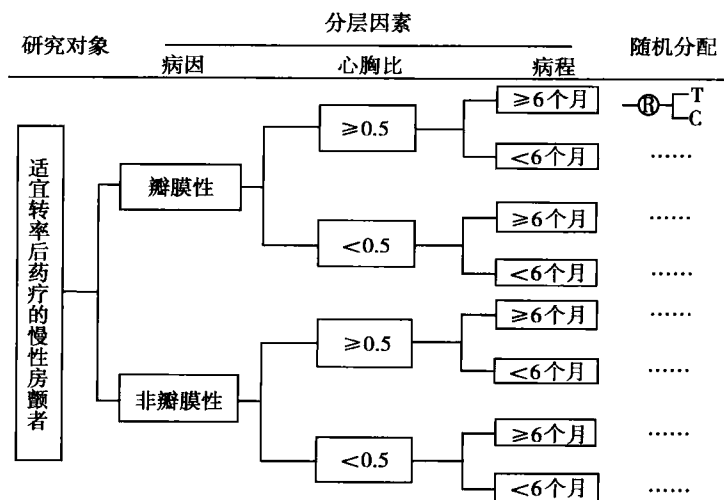 分层因素
研究对象
随机分配
病因
心胸比
病程
适宜转率后药疗的慢性房颤者
瓣膜性
≥0.5
≥6个月
R
T
C
<6个月
……
<0.5
≥6个月
……
<6个月
……
非瓣膜性
≥0.5
≥6个月
……
<6个月
……
<0.5
≥6个月
……
<6个月
……